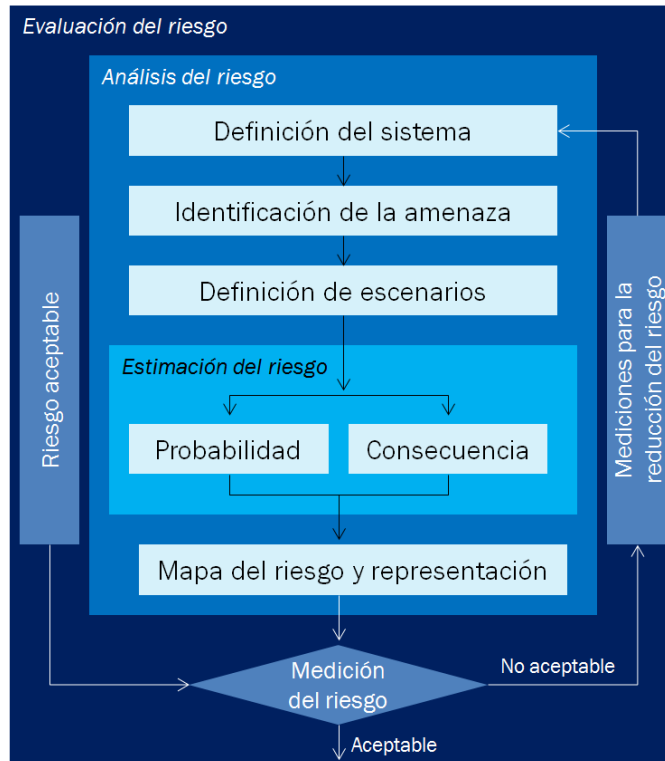 Evaluación del riesgo
Análisis del riesgo
Definición del sistema
Identificación de la amenaza
Definición de escenarios
Estimación del riesgo
Probabilidad
Consecuencia
Mapa del riesgo y representación
Riesgo aceptable
Mediciones para la
reducción del riesgo
Medición
del riesgo
No aceptable
Aceptable